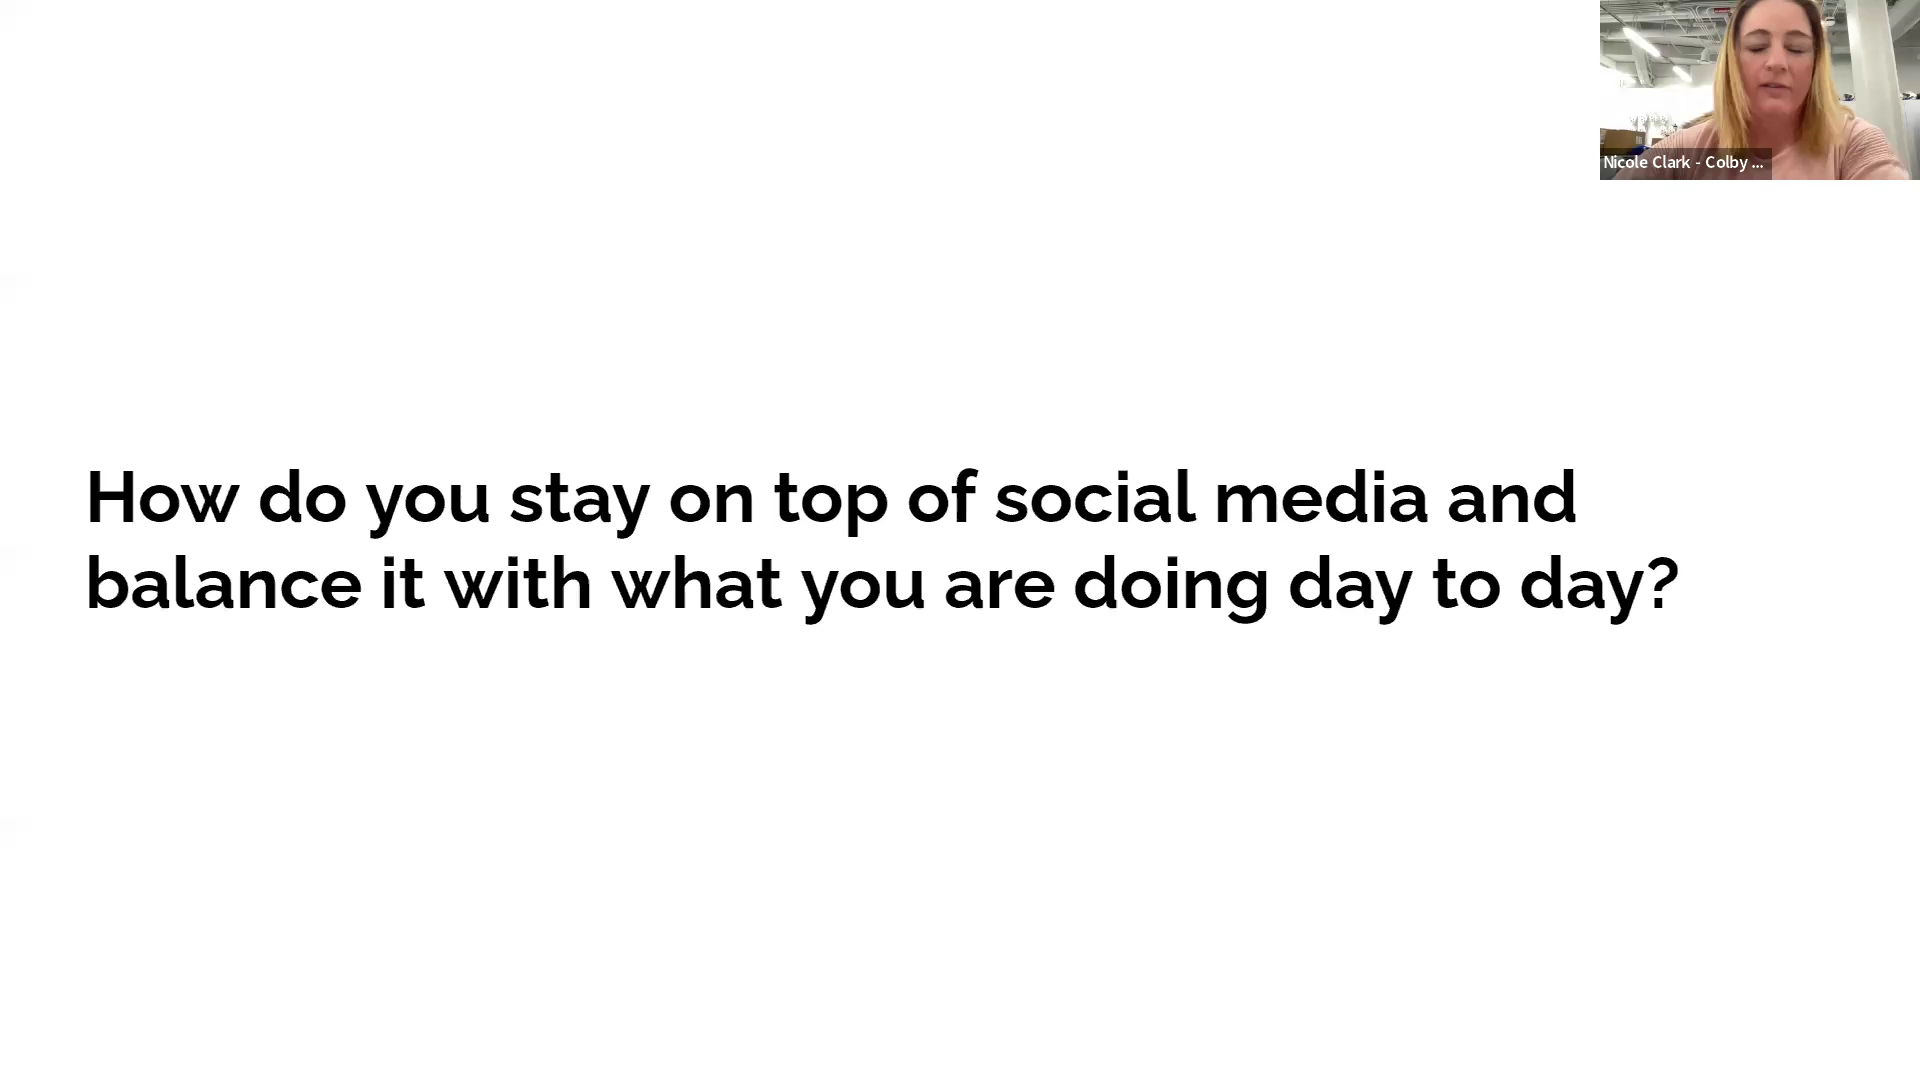 Nicole Clark - Colby ...
How do you stay on top of social media and
balance it with what you are doing day to day?